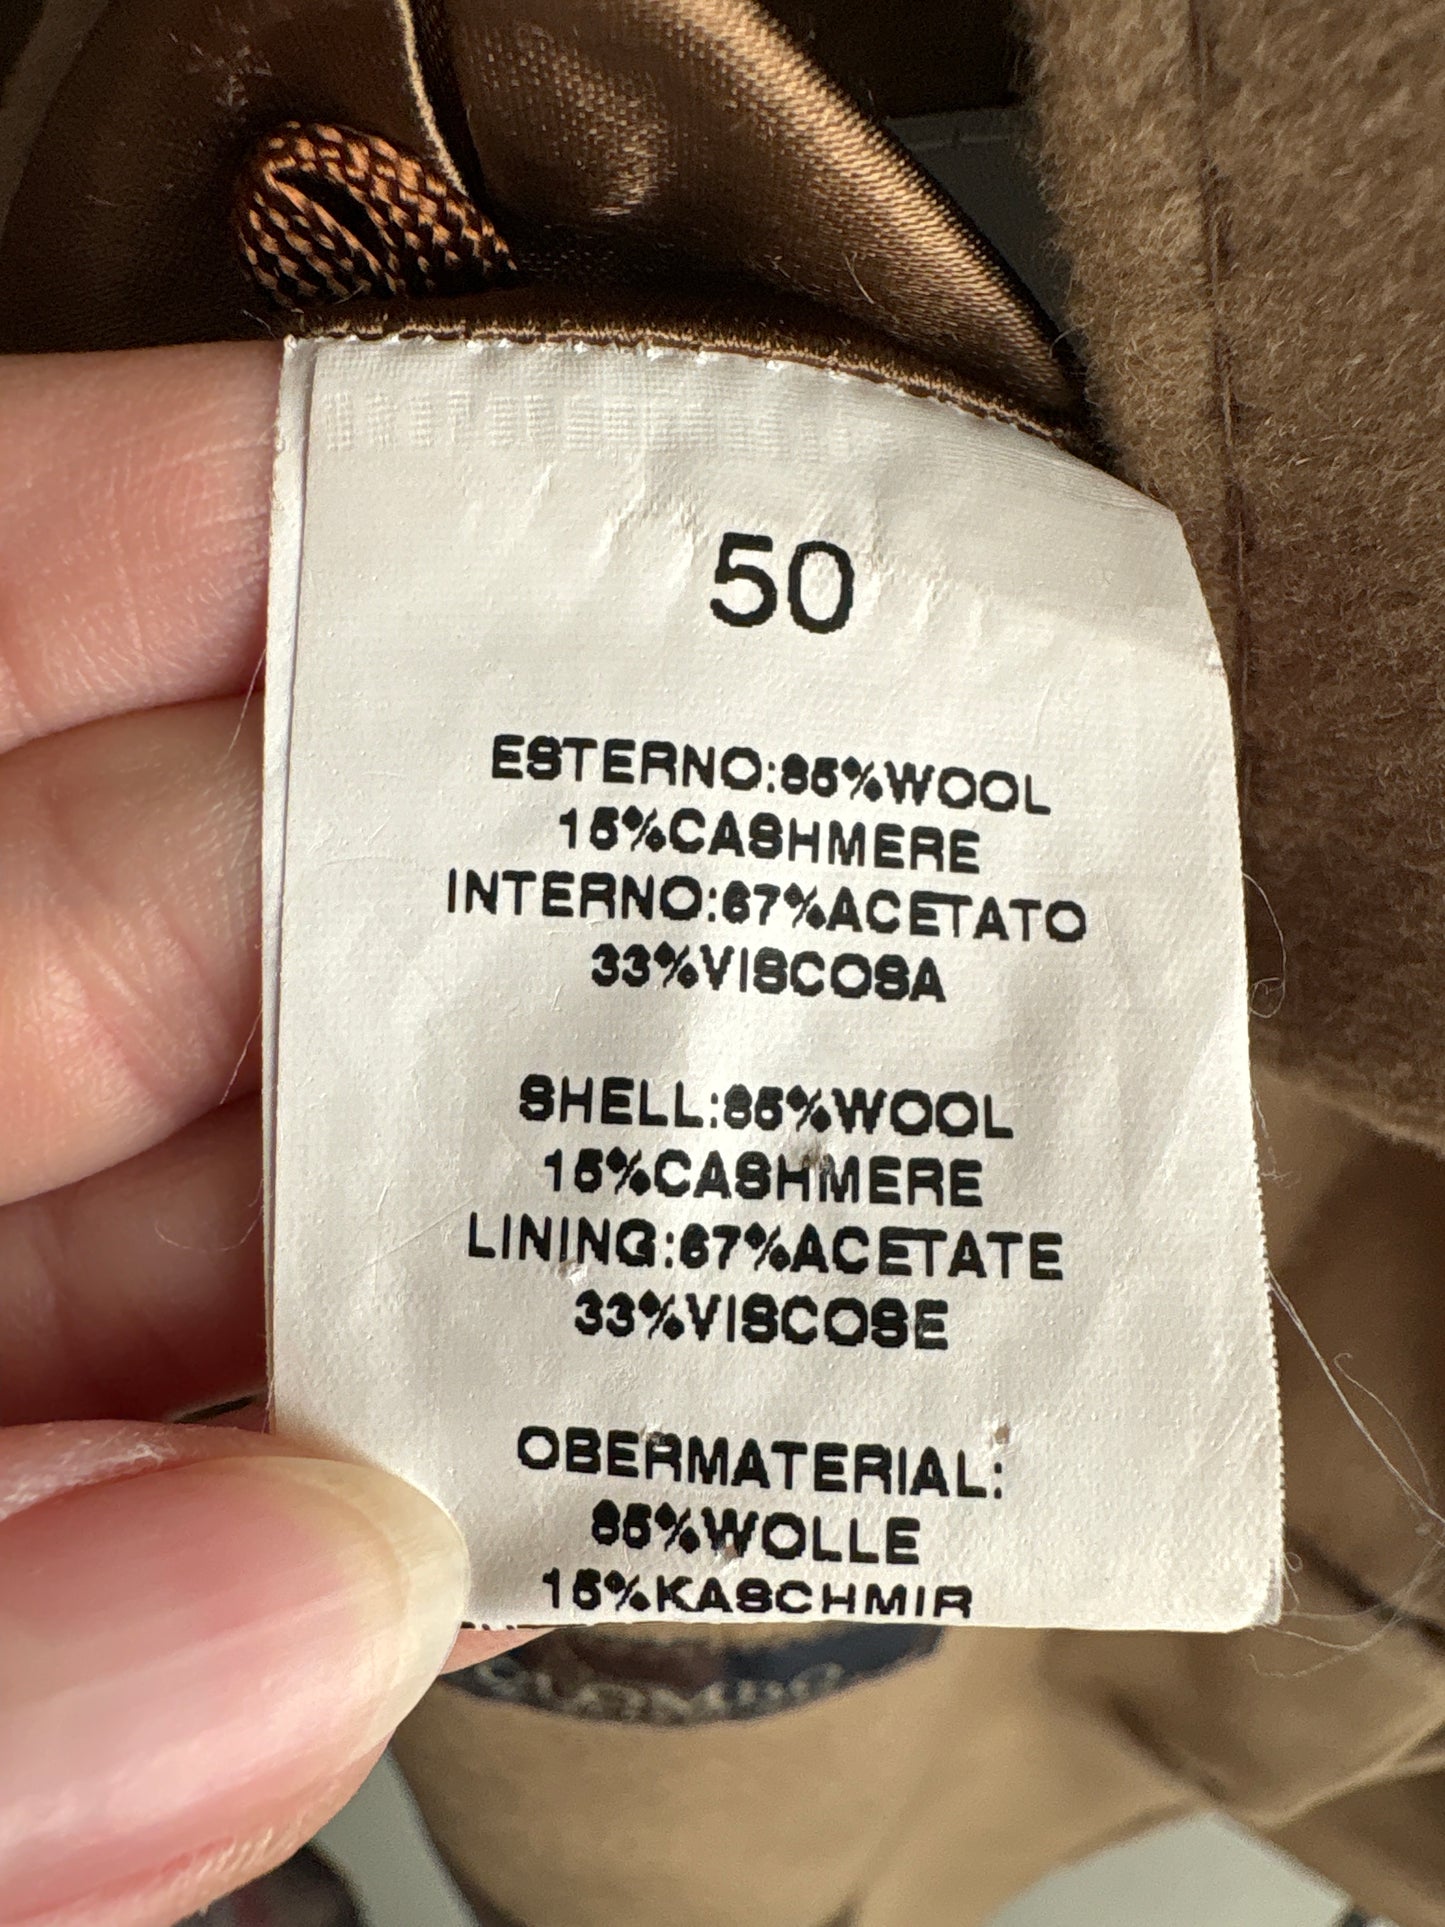 50
ESTERNO:85%WOOL
15%CASHMERE
INTERNO:67%ACETATO
33%VISCOSA
SHELL:85%WOOL
15%CASHMERE
LINING:67%ACETATE
33%VISCOSE
OBERMATERIAL:
85%WOLLE
15%KASCHMIR